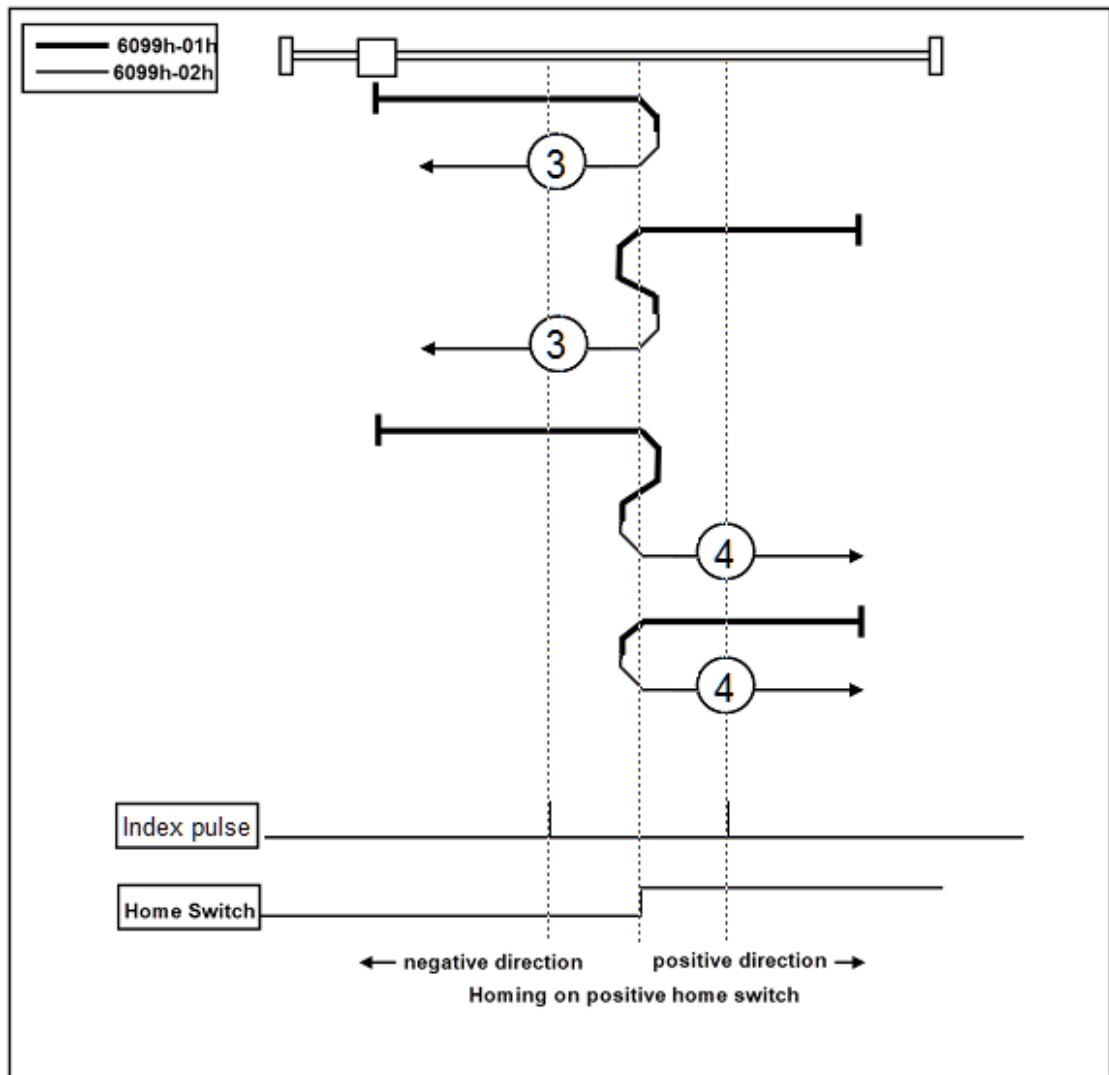 6099h-01h
6099h-02h
3
3
4
4
Index pulse
Home Switch
negative direction
positive direction
Homing on positive home switch